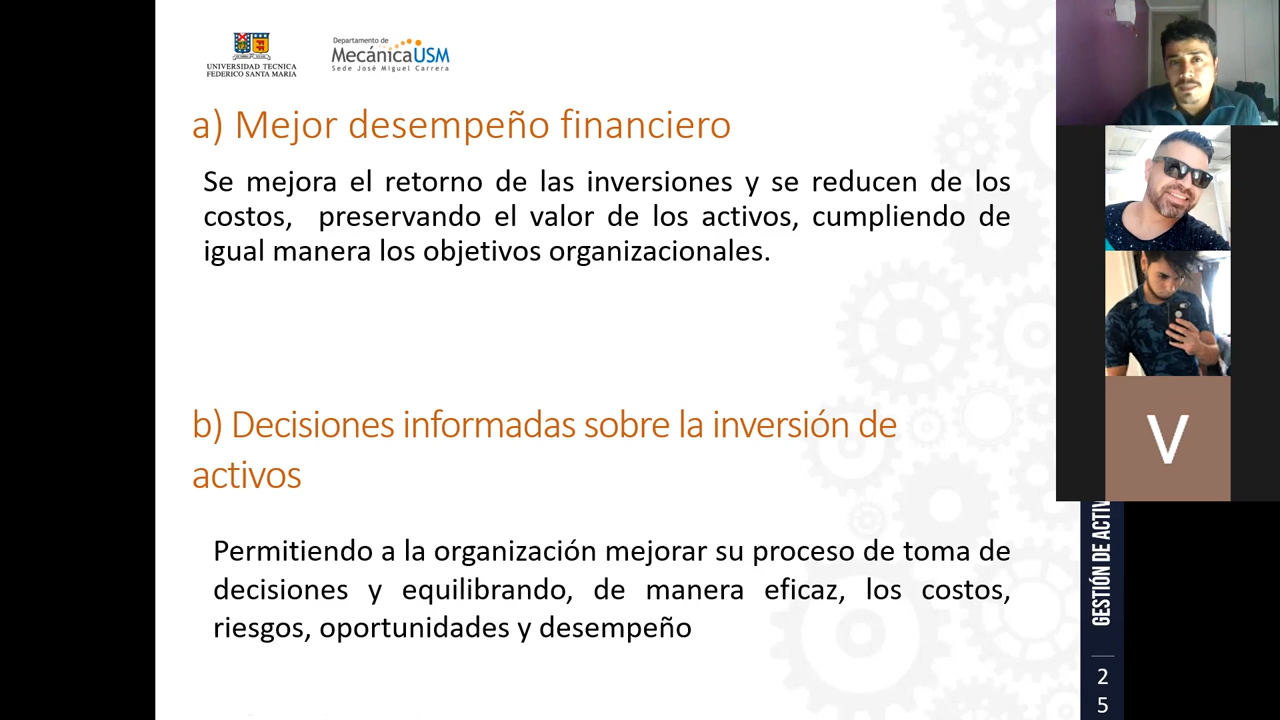 UNIVERSIDAD TECNICA
FEDERICO SANTA MARIA
Departamento de
MecánicaUSM
Sede José Miguel Carrera
a) Mejor desempeño financiero
Se mejora el retorno de las inversiones y se reducen de los
costos, preservando el valor de los activos, cumpliendo de
igual manera los objetivos organizacionales.
b) Decisiones informadas sobre la inversión de
activos
Permitiendo a la organización mejorar su proceso de toma de
decisiones y equilibrando, de manera eficaz, los costos,
riesgos, oportunidades y desempeño
V
GESTIÓN DE
2
5